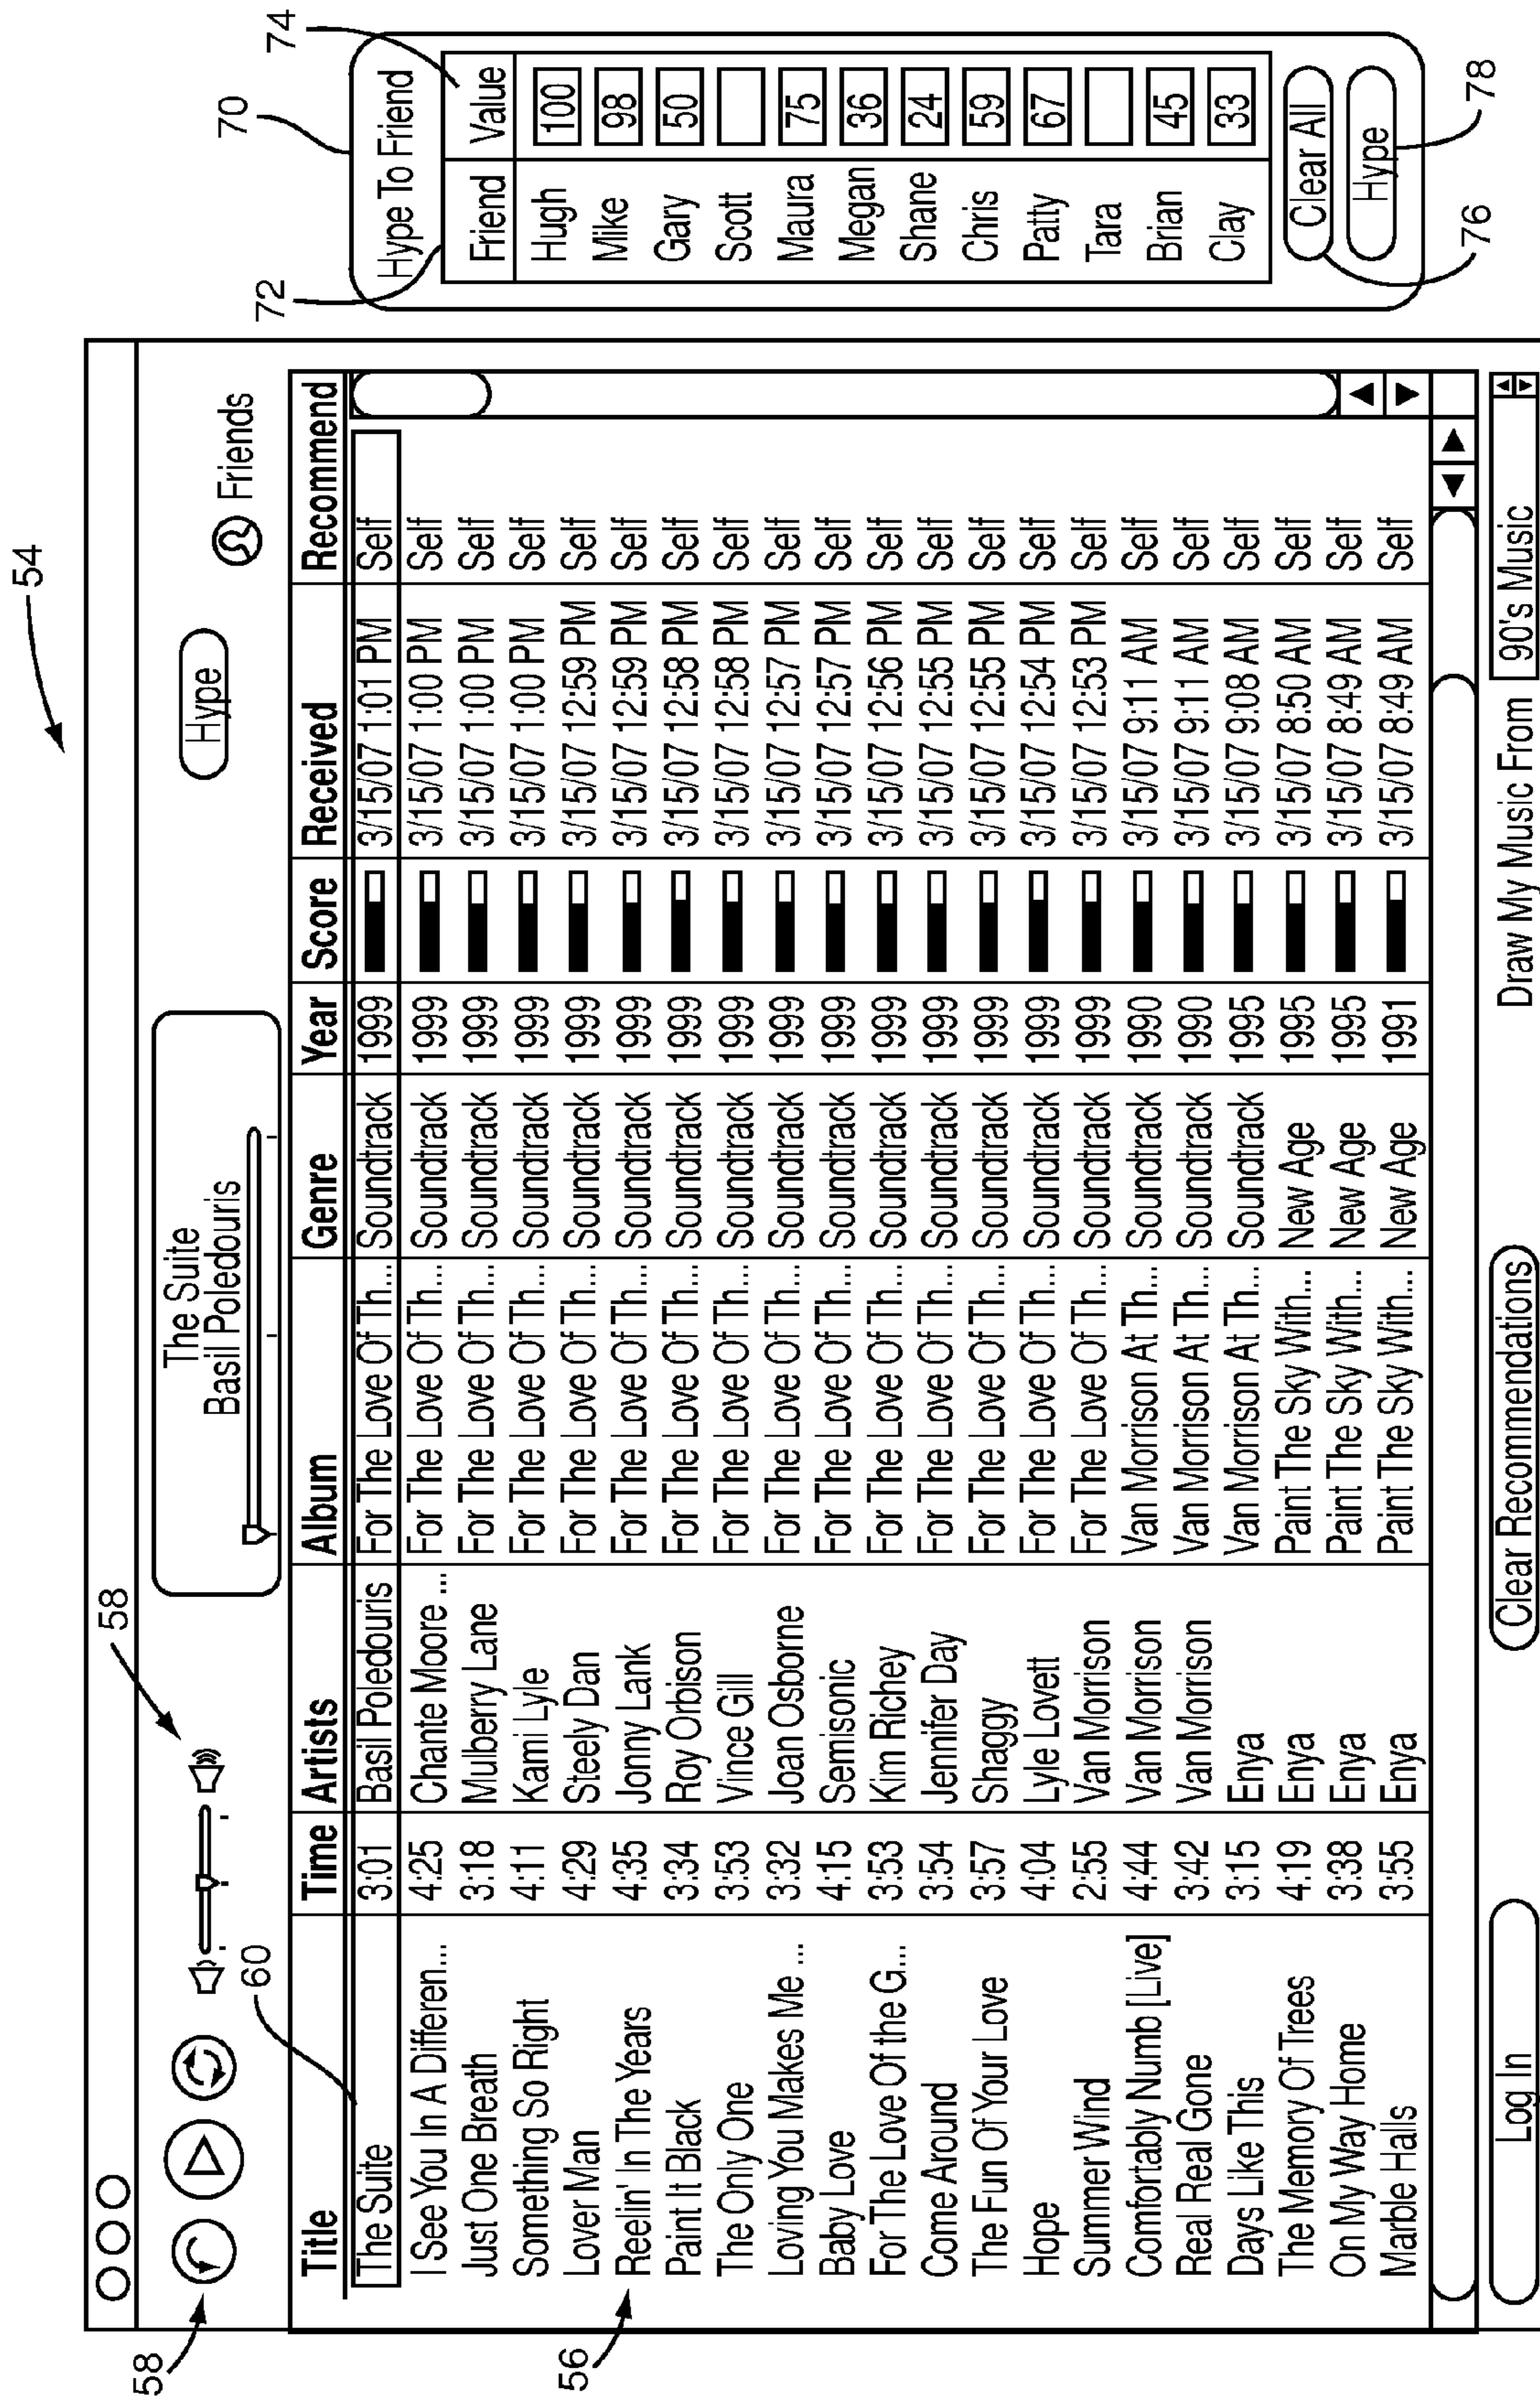 54
58
58
The Suite
Basil Poledouris
Hype
Friends
60
Title Time Artists Album Genre Year Score Received Recommend
The Suite 3:01 Basil Poledouris For The Love Of Th... Soundtrack 1999 3/15/07 1:01 PM Self
I See You In A Differen... 4:25 Chante Moore ... For The Love Of Th... Soundtrack 1999 3/15/07 1:00 PM Self
Just One Breath 3:18 Mulberry Lane For The Love Of Th... Soundtrack 1999 3/15/07 1:00 PM Self
Something So Right 4:11 Kami Lyle For The Love Of Th... Soundtrack 1999 3/15/07 1:00 PM Self
Lover Man 4:29 Steely Dan For The Love Of Th... Soundtrack 1999 3/15/07 12:59 PM Self
Reelin' In The Years 4:35 Jonny Lank For The Love Of Th... Soundtrack 1999 3/15/07 12:59 PM Self
Paint It Black 3:34 Roy Orbison For The Love Of Th... Soundtrack 1999 3/15/07 12:58 PM Self
The Only One 3:53 Vince Gill For The Love Of Th... Soundtrack 1999 3/15/07 12:58 PM Self
Loving You Makes Me ... 3:32 Joan Osborne For The Love Of Th... Soundtrack 1999 3/15/07 12:57 PM Self
Baby Love 4:15 Semisonic For The Love Of Th... Soundtrack 1999 3/15/07 12:57 PM Self
For The Love Of the G... 3:53 Kim Richey For The Love Of Th... Soundtrack 1999 3/15/07 12:56 PM Self
Come Around 3:54 Jennifer Day For The Love Of Th... Soundtrack 1999 3/15/07 12:55 PM Self
The Fun Of Your Love 3:57 Shaggy For The Love Of Th... Soundtrack 1999 3/15/07 12:55 PM Self
Hope 4:04 Lyle Lovett For The Love Of Th... Soundtrack 1999 3/15/07 12:54 PM Self
Summer Wind 2:55 Van Morrison For The Love Of Th... Soundtrack 1999 3/15/07 12:53 PM Self
Comfortably Numb [Live] 4:44 Van Morrison Van Morrison At Th... Soundtrack 1990 3/15/07 9:11 AM Self
Real Real Gone 3:42 Van Morrison Van Morrison At Th... Soundtrack 1990 3/15/07 9:11 AM Self
Days Like This 3:15 Enya Van Morrison At Th... Soundtrack 1995 3/15/07 9:08 AM Self
The Memory Of Trees 4:19 Enya Paint The Sky With... New Age 1995 3/15/07 8:50 AM Self
On My Way Home 3:38 Enya Paint The Sky With... New Age 1995 3/15/07 8:49 AM Self
Marble Halls 3:55 Enya Paint The Sky With... New Age 1991 3/15/07 8:49 AM Self
56
Log In Clear Recommendations Draw My Music From 90's Music
70
72
74
Hype To Friend
Friend Value
Hugh 100
Mike 98
Gary 50
Scott
Maura 75
Megan 36
Shane 24
Chris 59
Patty 67
Tara
Brian 45
Clay 33
Clear All
Hype
76
78